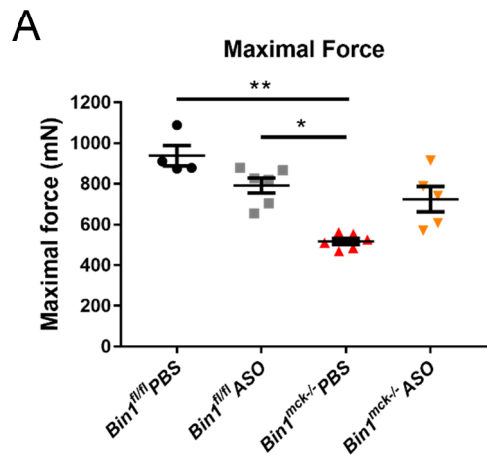 A
Maximal Force
**
*
Maximal force (mN)
1200
1000
800
600
400
200
0
Bin1fl/fl PBS
Bin1fl/fl ASO
Bin1mck-/- PBS
Bin1mck-/- ASO